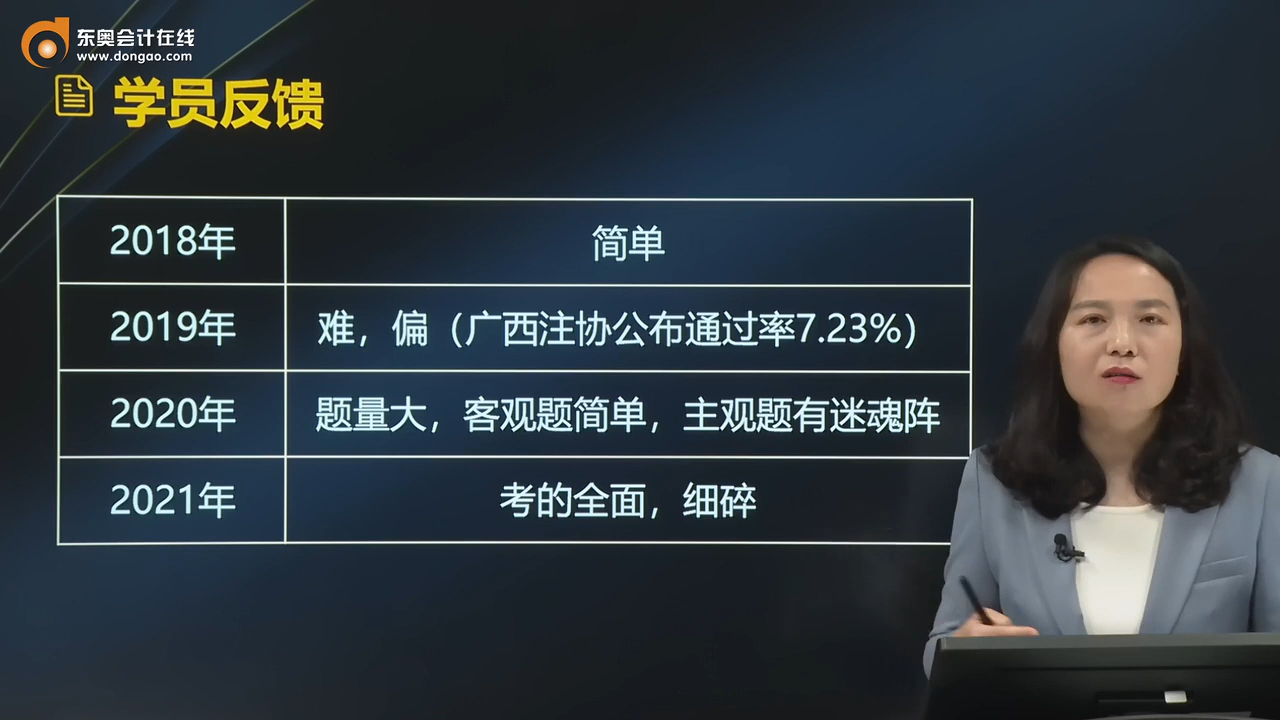 东奥会计在线
www.dongao.com
学员反馈
2018年 简单
2019年 难，偏（广西注协公布通过率7.23%）
2020年 题量大，客观题简单，主观题有迷魂阵
2021年 考的全面，细碎